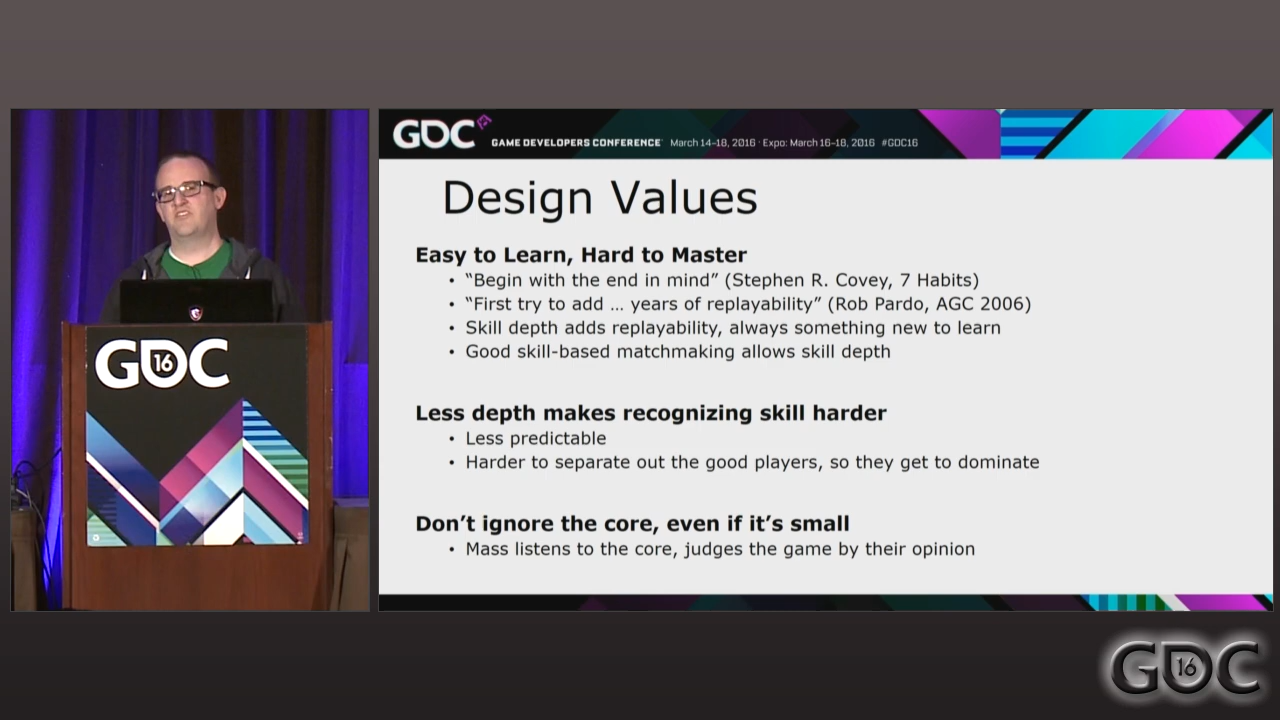 GDC
GAME DEVELOPERS CONFERENCE March 14–18, 2016 · Expo: March 16–18, 2016 #GDC16
Design Values
Easy to Learn, Hard to Master
• “Begin with the end in mind” (Stephen R. Covey, 7 Habits)
• “First try to add … years of replayability” (Rob Pardo, AGC 2006)
• Skill depth adds replayability, always something new to learn
• Good skill-based matchmaking allows skill depth
Less depth makes recognizing skill harder
• Less predictable
• Harder to separate out the good players, so they get to dominate
Don’t ignore the core, even if it’s small
• Mass listens to the core, judges the game by their opinion
GDC 16
GDC 16